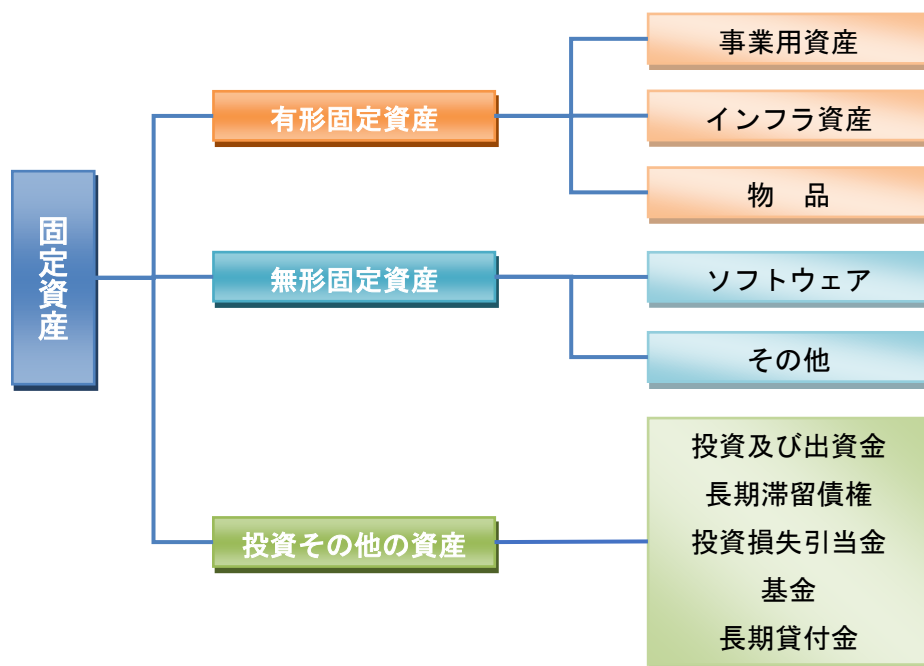 固定資産
有形固定資産
事業用資産
インフラ資産
物　品
無形固定資産
ソフトウェア
その他
投資その他の資産
投資及び出資金
長期滞留債権
投資損失引当金
基金
長期貸付金